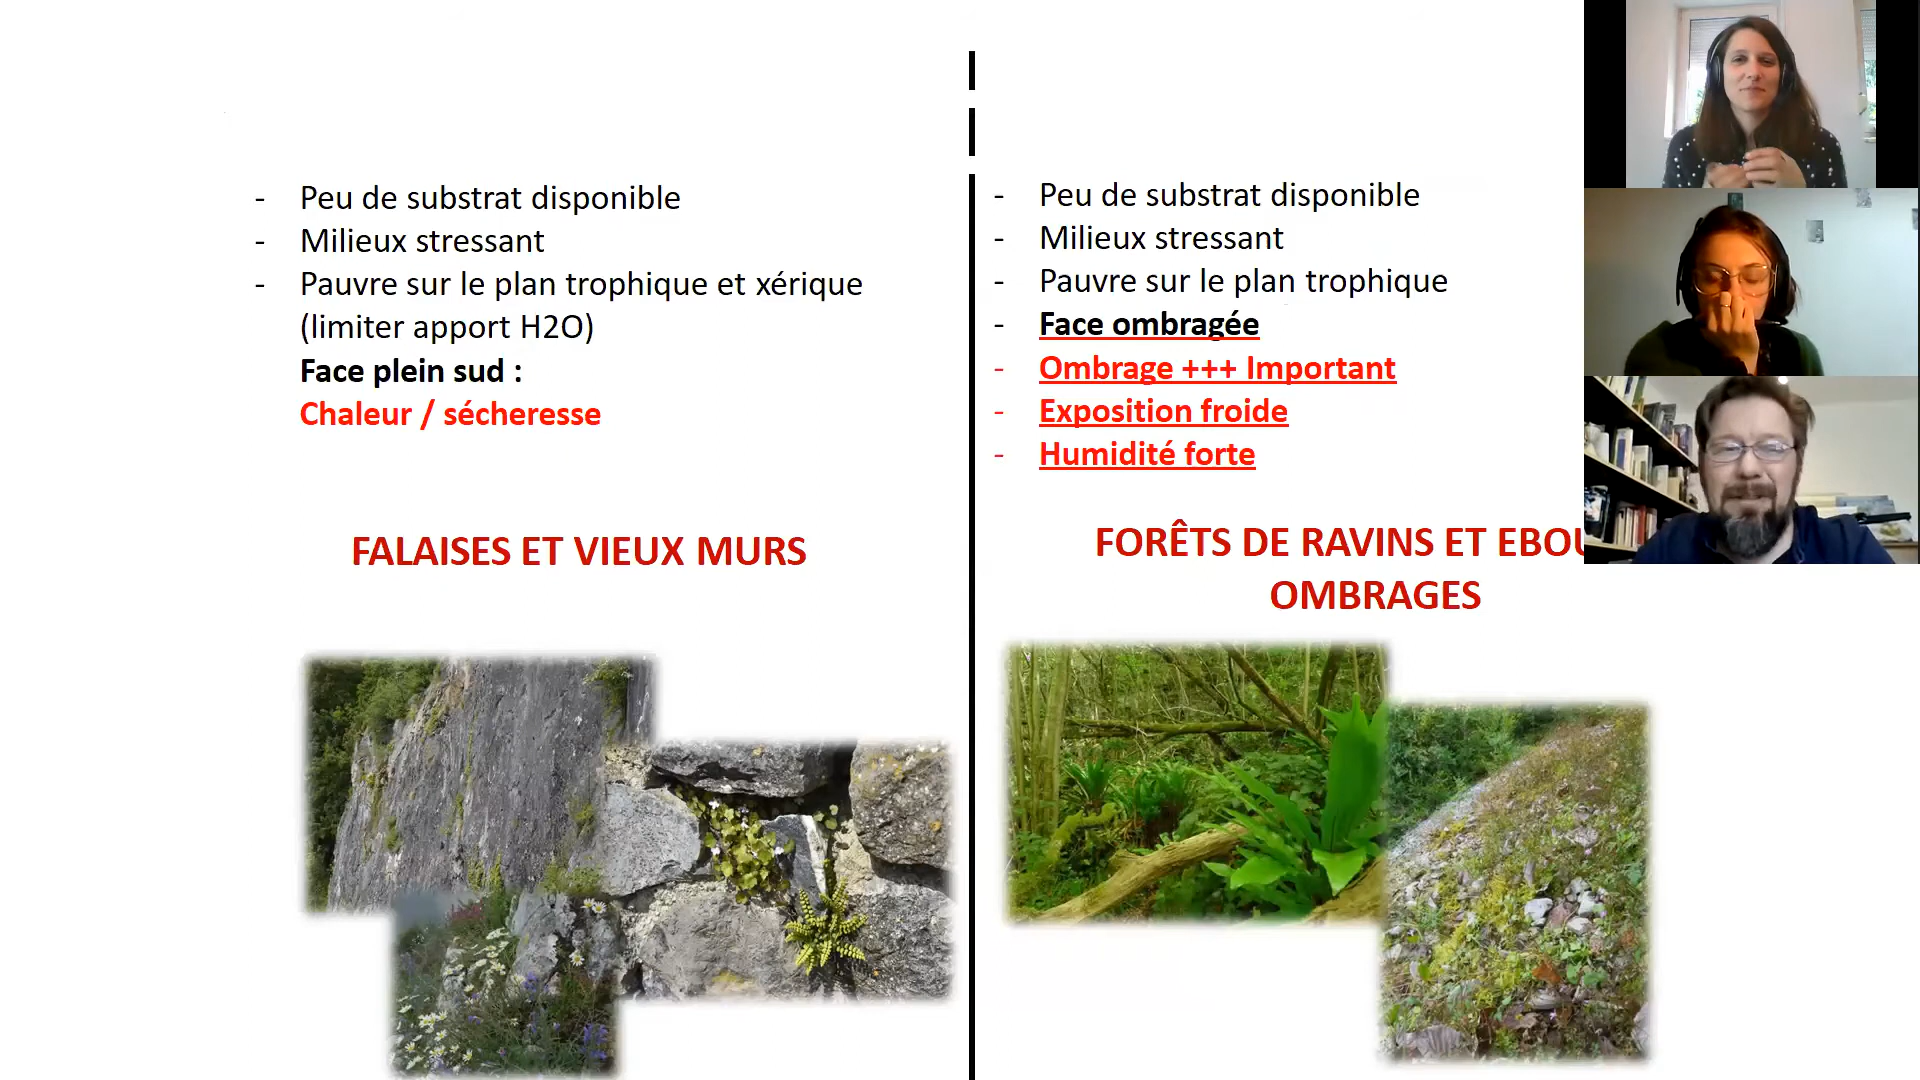 - Peu de substrat disponible
- Milieux stressant
- Pauvre sur le plan trophique et xérique
(limiter apport H2O)
Face plein sud :
Chaleur / sécheresse
FALAISES ET VIEUX MURS
- Peu de substrat disponible
- Milieux stressant
- Pauvre sur le plan trophique
- Face ombragée
- Ombrage +++ Important
- Exposition froide
- Humidité forte
FORÊTS DE RAVINS ET
OMBRAGES